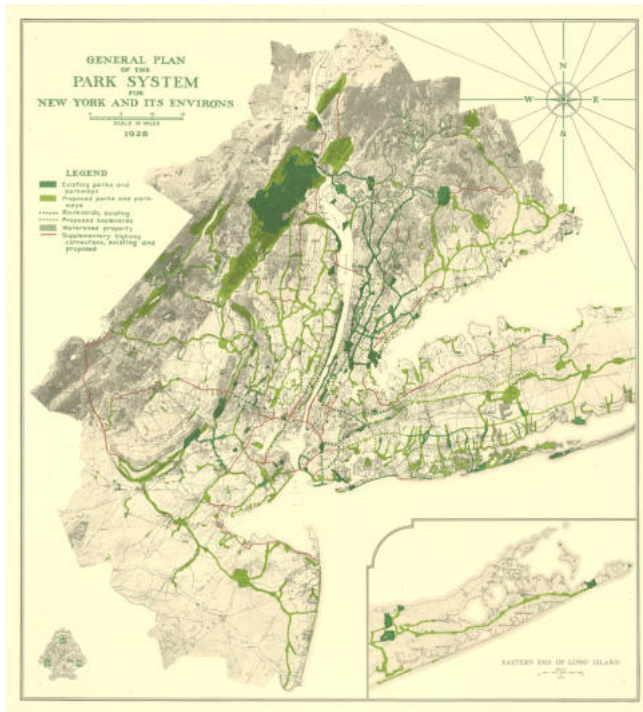 GENERAL PLAN
OF THE
PARK SYSTEM
FOR
NEW YORK AND ITS ENVIRONS
SCALE IN MILES
1928
LEGEND
Existing parks and
parkways
Proposed parks and park-
ways
Boulevards, existing
Proposed boulevards
Watershed property
Supplementary highway
connections, existing and
proposed
N
W
E
S
EASTERN END OF LONG ISLAND